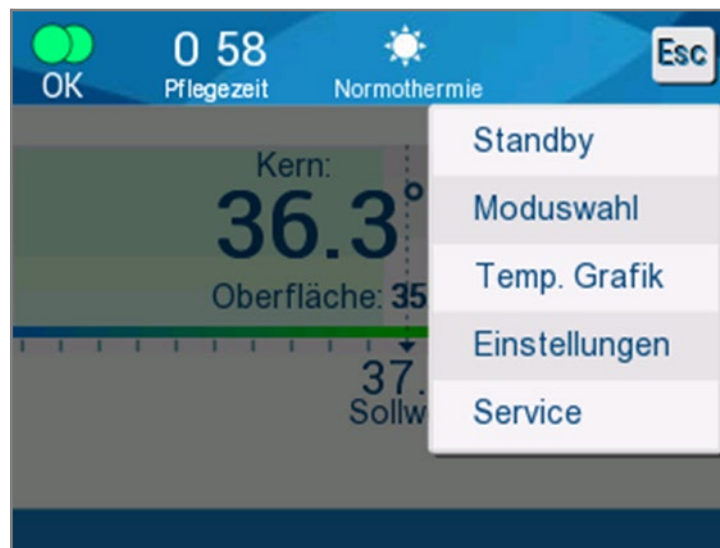 OK
0 58
Pflegezeit
Normothermie
Esc
Kern:
36.3°
Oberfläche: 35
37.
Sollw
Standby
Moduswahl
Temp. Grafik
Einstellungen
Service